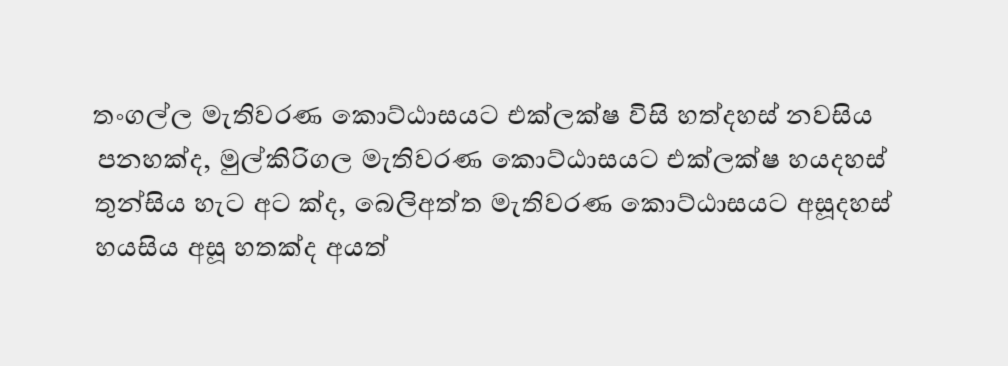 තංගල්ල මැතිවරණ කොට්ඨාසයට එක්ලක්ෂ විසි හත්දහස් නවසිය
පනහක්ද, මුල්කිරිගල මැතිවරණ කොට්ඨාසයට එක්ලක්ෂ හයදහස්
තුන්සිය හැට අට ක්ද, බෙලිඅත්ත මැතිවරණ කොට්ඨාසයට අසූදහස්
හයසිය අසූ හතක්ද අයත්